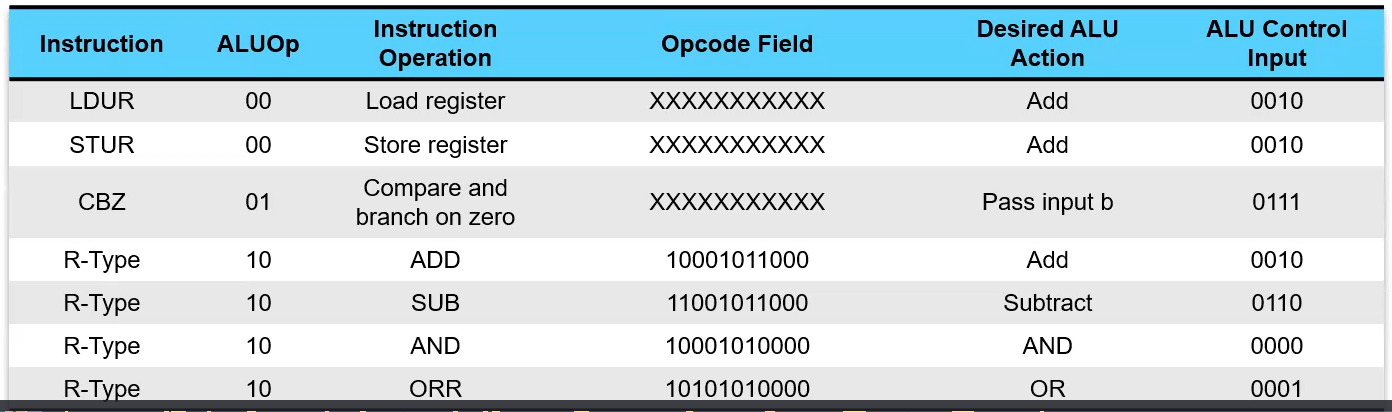 Instruction ALUOp Instruction Operation Opcode Field Desired ALU Action ALU Control Input
LDUR 00 Load register XXXXXXXXXXX Add 0010
STUR 00 Store register XXXXXXXXXXX Add 0010
CBZ 01 Compare and branch on zero XXXXXXXXXXX Pass input b 0111
R-Type 10 ADD 10001011000 Add 0010
R-Type 10 SUB 11001011000 Subtract 0110
R-Type 10 AND 10001010000 AND 0000
R-Type 10 ORR 10101010000 OR 0001